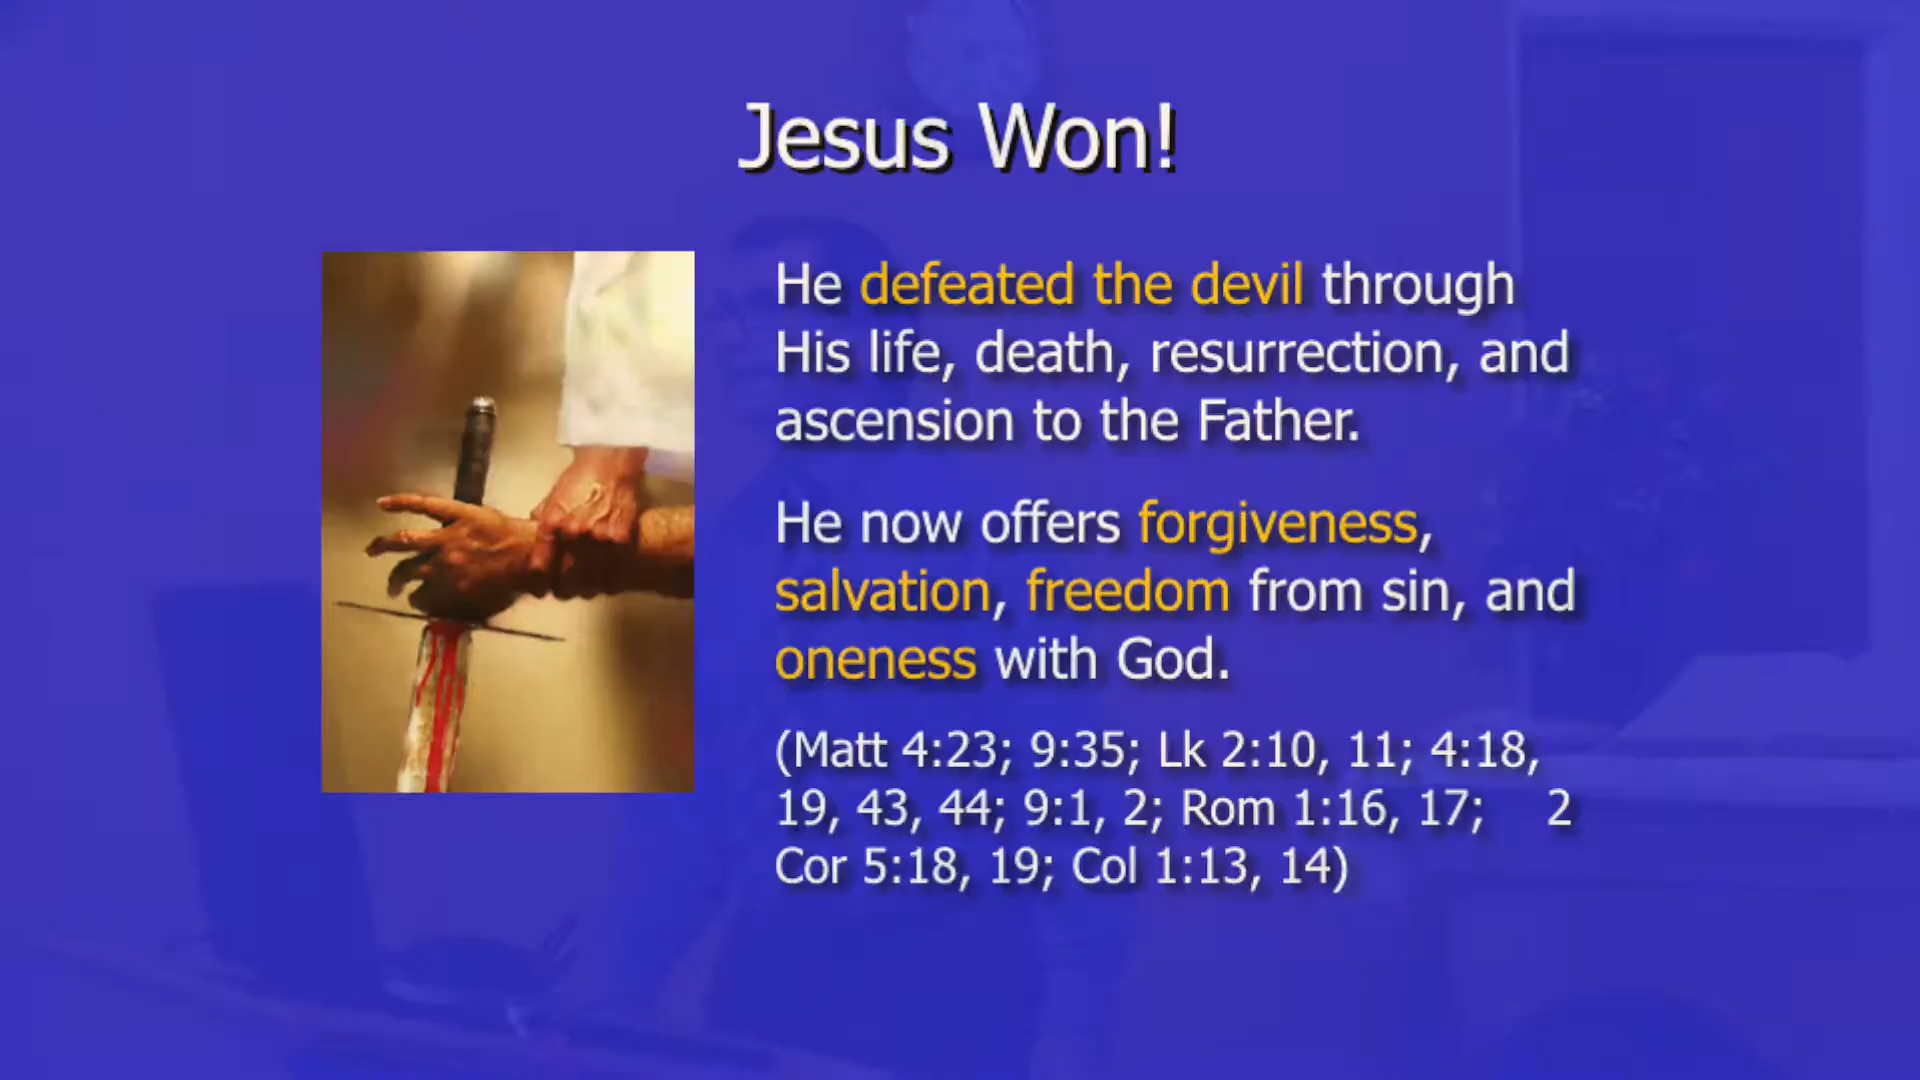 Jesus Won!
He defeated the devil through
His life, death, resurrection, and
ascension to the Father.
He now offers forgiveness,
salvation, freedom from sin, and
oneness with God.
(Matt 4:23; 9:35; Lk 2:10, 11; 4:18,
19, 43, 44; 9:1, 2; Rom 1:16, 17; 2
Cor 5:18, 19; Col 1:13, 14)